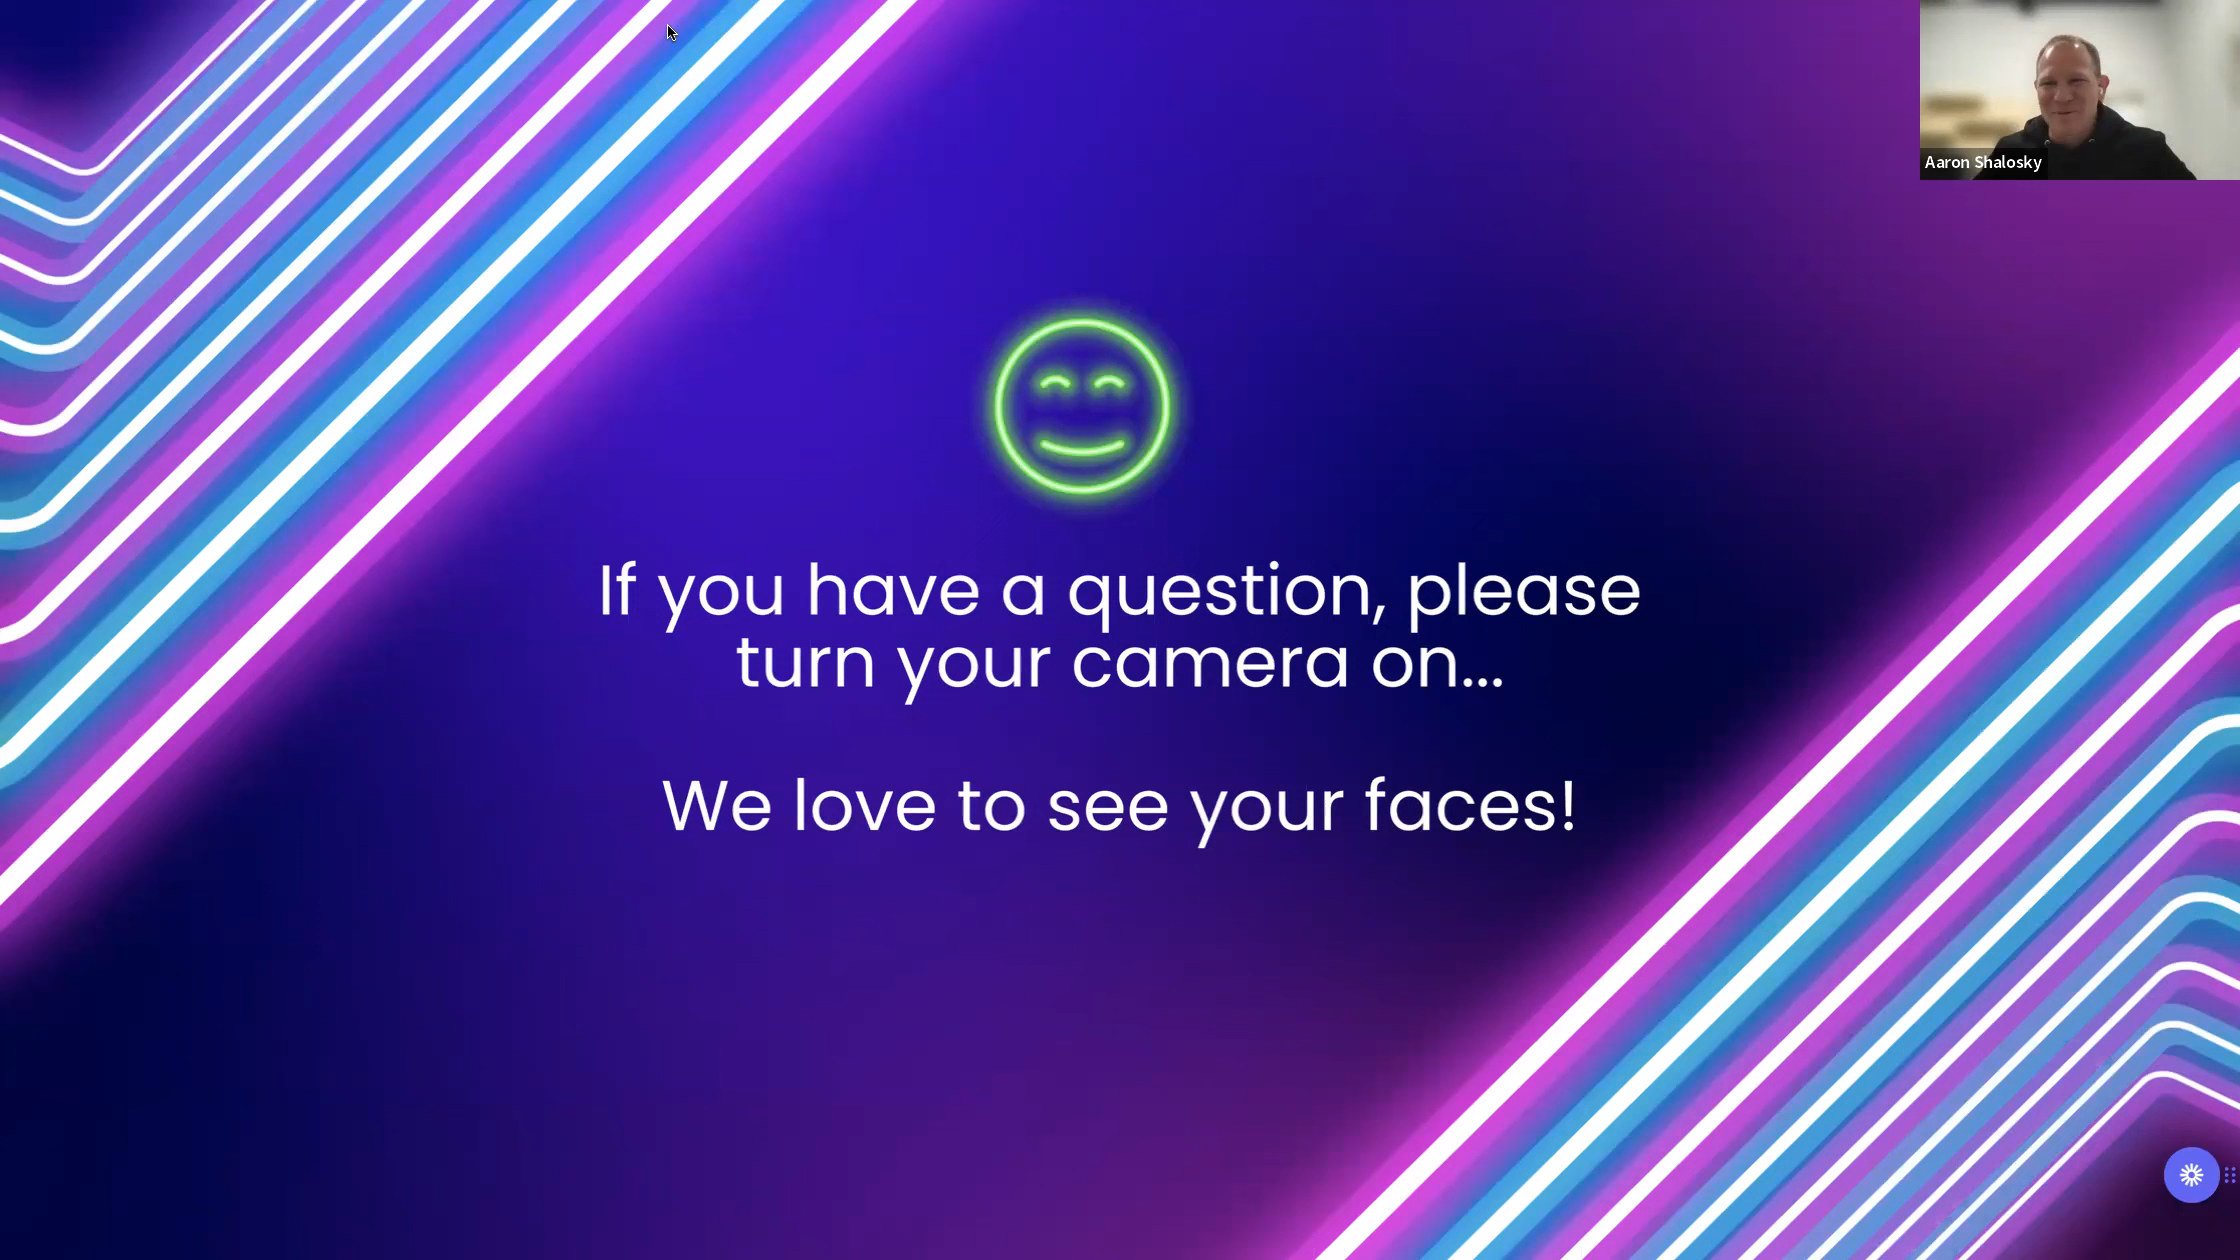 Aaron Shalosky
If you have a question, please
turn your camera on...
We love to see your faces!